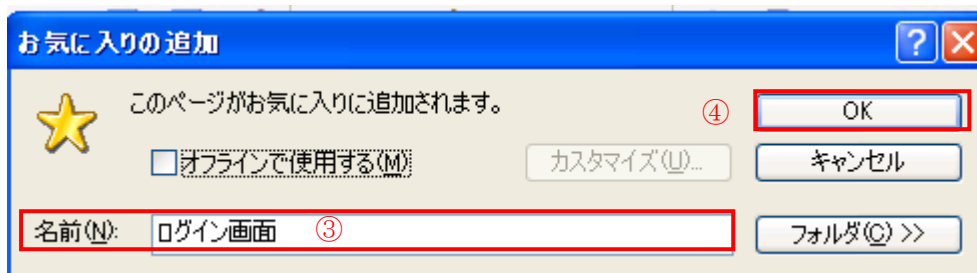 お気に入りの追加
このページがお気に入りに追加されます。
④ OK
オフラインで使用する(M)
カスタマイズ(U)...
キャンセル
名前(N):
ログイン画面 ③
フォルダ(C) >>